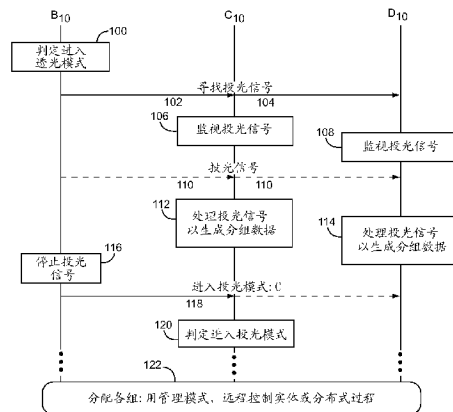 B10
C10
D10
100
判定进入
透光模式
寻找投光信号
102
104
106
监视投光信号
108
监视投光信号
投光信号
110
110
112
处理投光信号
以生成分组数据
114
处理投光信号
以生成分组数据
116
停止投光
信号
进入投光模式: C
118
120
判定进入投光模式
122
分配各组: 用管理模式, 远程控制实体或分布式过程